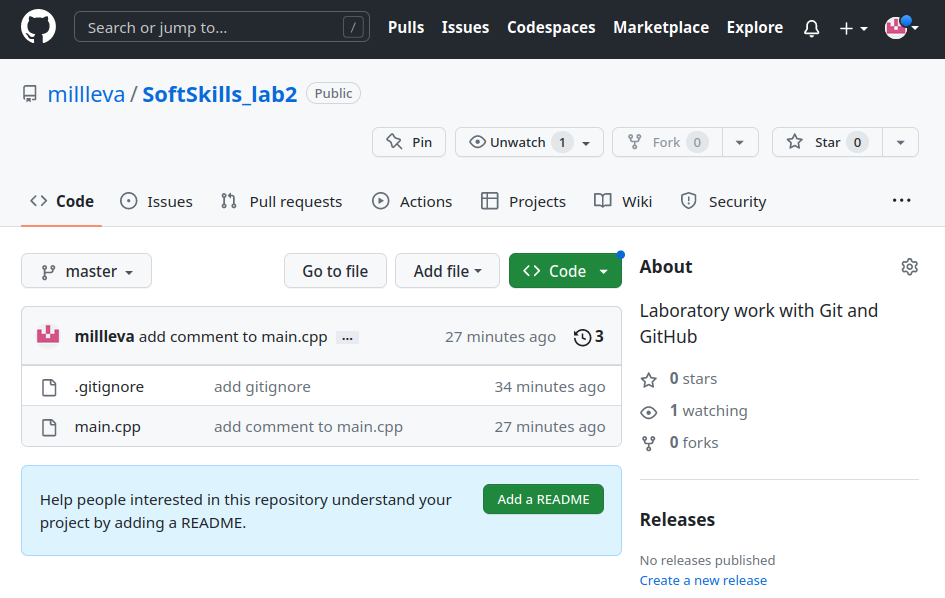 Search or jump to... / Pulls Issues Codespaces Marketplace Explore +
millleva / SoftSkills_lab2 Public
Pin Unwatch 1 Fork 0 Star 0
<> Code Issues Pull requests Actions Projects Wiki Security ...
master Go to file Add file <> Code
millleva add comment to main.cpp ... 27 minutes ago 3
.gitignore add gitignore 34 minutes ago
main.cpp add comment to main.cpp 27 minutes ago
Help people interested in this repository understand your
project by adding a README.
Add a README
About
Laboratory work with Git and
GitHub
0 stars
1 watching
0 forks
Releases
No releases published
Create a new release